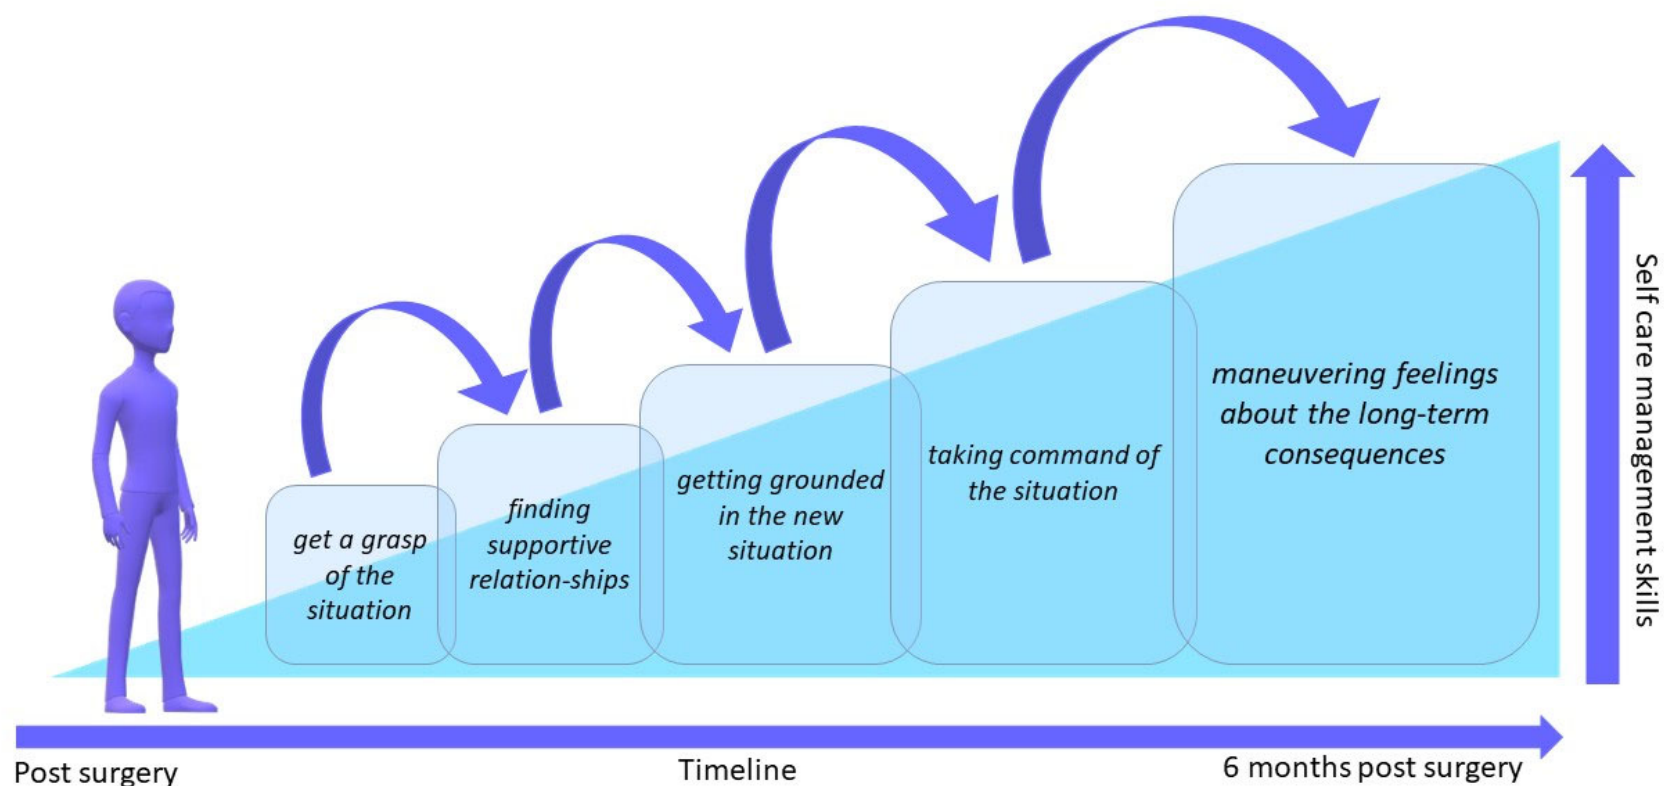 get a grasp
of the
situation
finding
supportive
relation-ships
getting grounded
in the new
situation
taking command of
the situation
maneuvering feelings
about the long-term
consequences
Self care management skills
Post surgery
Timeline
6 months post surgery